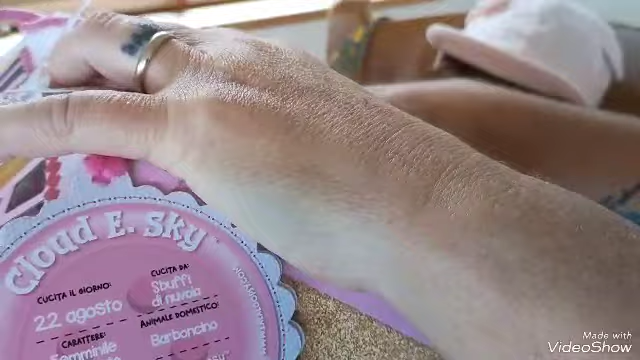 Cloud E. Sky
CUCITA IL GIORNO:
22 agosto
CARATTERE:
Femminile
CUCITA DA:
Sbuffi
di nuvola
ANIMALE DOMESTICO:
Barboncino
Made with
VideoShow